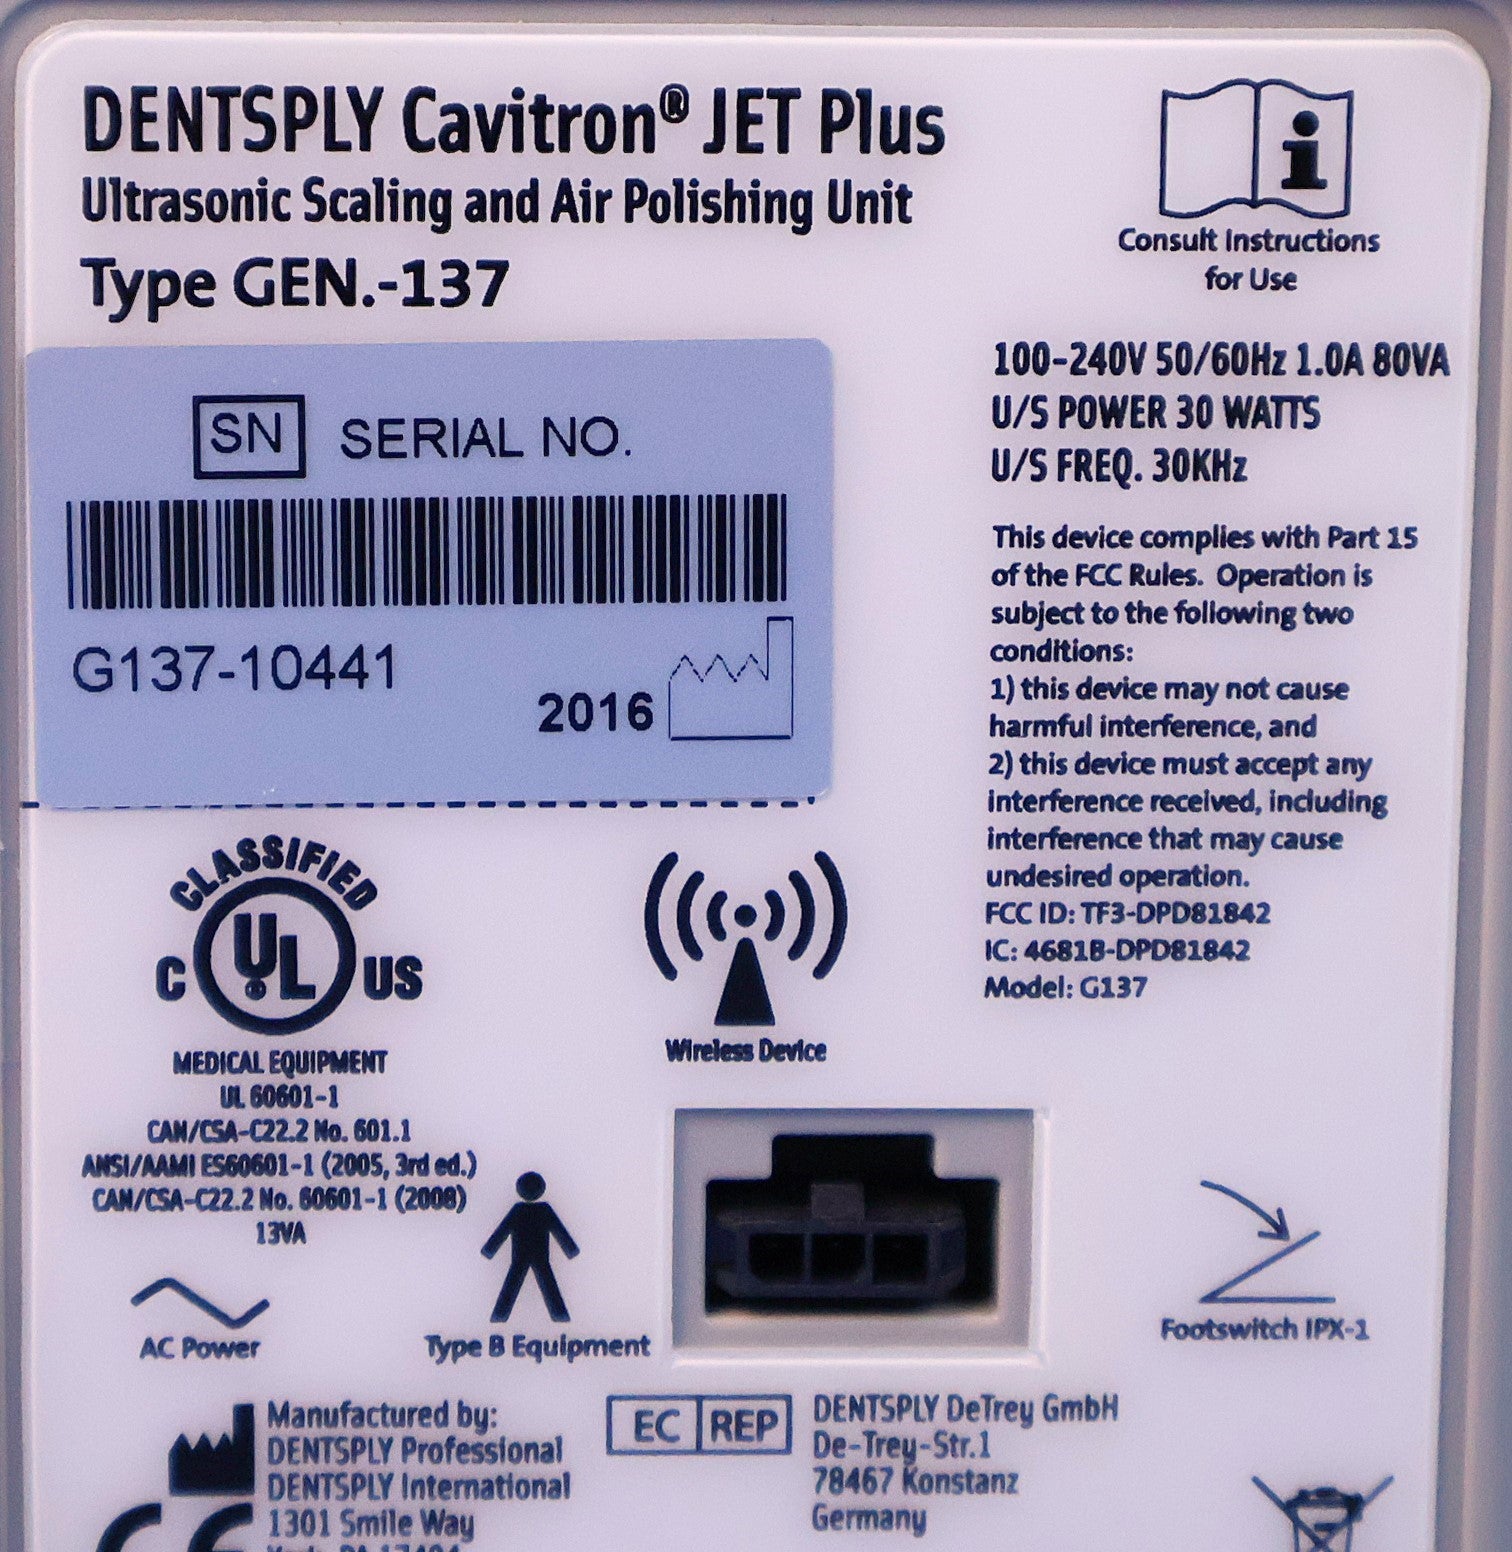 DENTSPLY Cavitron® JET Plus
Ultrasonic Scaling and Air Polishing Unit
Type GEN.-137
Consult Instructions
for Use
SN SERIAL NO.
G137-10441
2016
100-240V 50/60Hz 1.0A 80VA
U/S POWER 30 WATTS
U/S FREQ. 30KHz
This device complies with Part 15
of the FCC Rules. Operation is
subject to the following two
conditions:
1) this device may not cause
harmful interference, and
2) this device must accept any
interference received, including
interference that may cause
undesired operation.
FCC ID: TF3-DPD81842
IC: 4681B-DPD81842
Model: G137
CLASSIFIED
C UL® US
MEDICAL EQUIPMENT
UL 60601-1
CAN/CSA-C22.2 No. 601.1
ANSI/AAMI ES60601-1 (2005, 3rd ed.)
CAN/CSA-C22.2 No. 60601-1 (2008)
13VA
Wireless Device
AC Power
Type B Equipment
Footswitch IPX-1
Manufactured by:
DENTSPLY Professional
DENTSPLY International
1301 Smile Way
CE
EC REP
DENTSPLY DeTrey GmbH
De-Trey-Str.1
78467 Konstanz
Germany